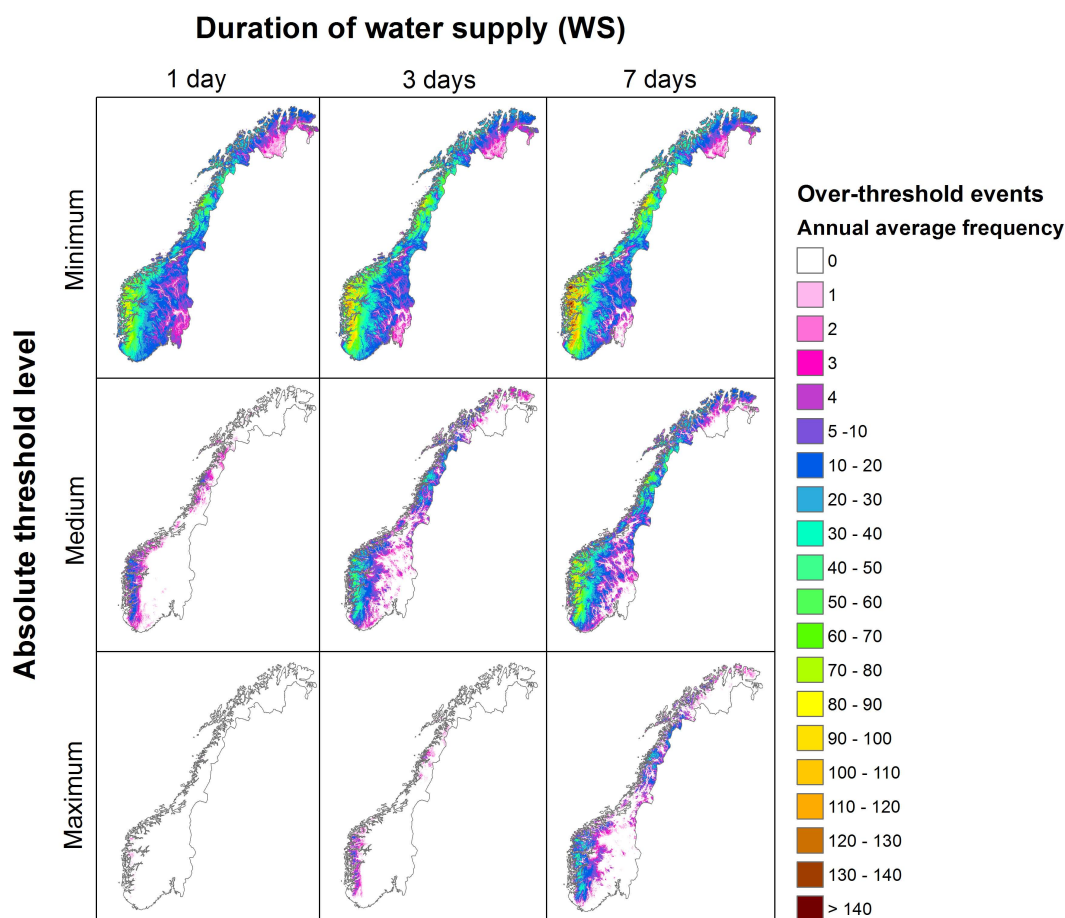 Duration of water supply (WS)
1 day
3 days
7 days
Absolute threshold level
Minimum
Medium
Maximum
Over-threshold events
Annual average frequency
0
1
2
3
4
5 -10
10 - 20
20 - 30
30 - 40
40 - 50
50 - 60
60 - 70
70 - 80
80 - 90
90 - 100
100 - 110
110 - 120
120 - 130
130 - 140
> 140